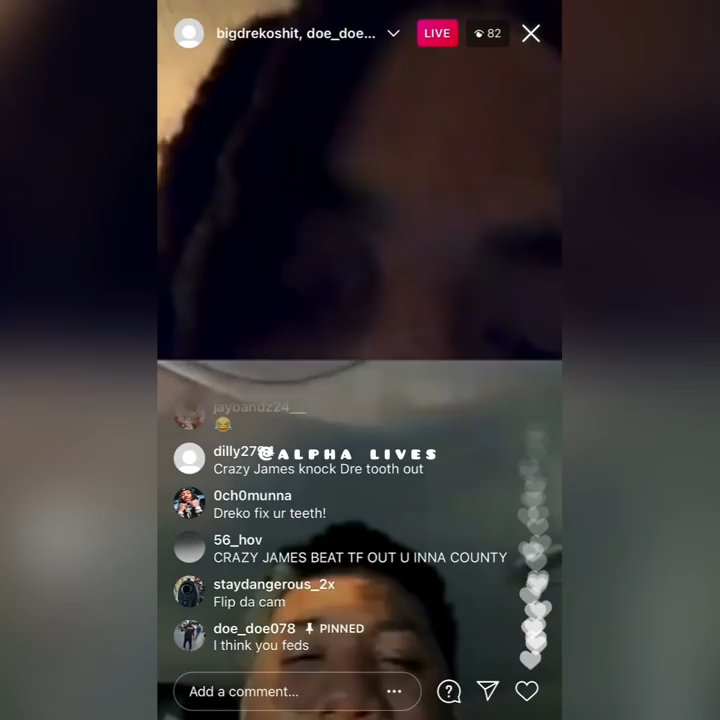 bigdrekoshit, doe_doe...
LIVE
82
jaybandz24__
😂
dilly2794
@ALPHA LIVES
Crazy James knock Dre tooth out
0ch0munna
Dreko fix ur teeth!
56_hov
CRAZY JAMES BEAT TF OUT U INNA COUNTY
staydangerous_2x
Flip da cam
doe_doe078 PINNED
I think you feds
Add a comment...